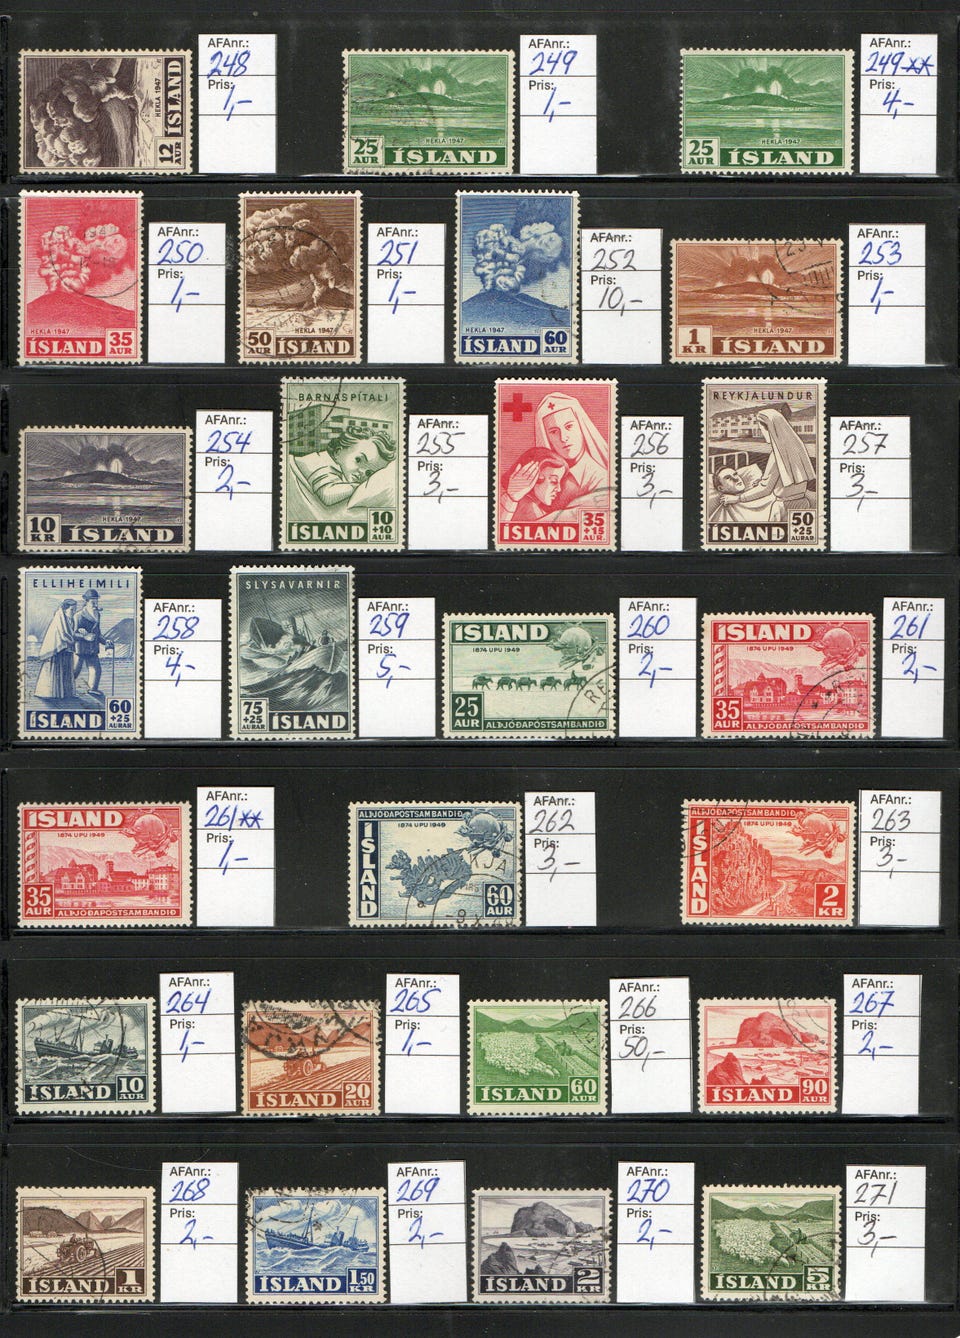 HEKLA 1947
12 AUR
ÍSLAND
AFAnr.:
248
Pris:
1,-
HEKLA 1947
25 AUR
ÍSLAND
AFAnr.:
249
Pris:
1,-
HEKLA 1947
25 AUR
ÍSLAND
AFAnr.:
249 **
Pris:
4,-
HEKLA 1947
ÍSLAND
35 AUR
AFAnr.:
250
Pris:
1,-
HEKLA 1947
50 AUR
ÍSLAND
AFAnr.:
251
Pris:
1,-
HEKLA 1947
ÍSLAND
60 AUR
AFAnr.:
252
Pris:
10,-
HEKLA 1947
1 KR
ÍSLAND
AFAnr.:
253
Pris:
1,-
HEKLA 1947
10 KR
ÍSLAND
AFAnr.:
254
Pris:
2,-
BARNASPÍTALI
ÍSLAND
10 +10 AUR.
AFAnr.:
255
Pris:
3,-
ÍSLAND
35 +15 AUR.
AFAnr.:
256
Pris:
3,-
REYKJALUNDUR
ÍSLAND
50 +25 AURAR
AFAnr.:
257
Pris:
3,-
ELLIHEIMILI
ÍSLAND
60 +25 AURAR
AFAnr.:
258
Pris:
4,-
SLYSAVARNIR
75 +25 AURAR
ÍSLAND
AFAnr.:
259
Pris:
5,-
ÍSLAND
1874 UPU 1949
25 AUR
ALÞJÓÐAPÓSTSAMBANDIÐ
AFAnr.:
260
Pris:
2,-
ÍSLAND
1874 UPU 1949
35 AUR
ALÞJÓÐAPÓSTSAMBANDIÐ
AFAnr.:
261
Pris:
2,-
ÍSLAND
1874 UPU 1949
35 AUR
ALÞJÓÐAPÓSTSAMBANDIÐ
AFAnr.:
261 **
Pris:
1,-
ALÞJÓÐAPÓSTSAMBANDIÐ
1874 UPU 1949
ÍSLAND
60 AUR
AFAnr.:
262
Pris:
3,-
ALÞJÓÐAPÓSTSAMBANDIÐ
1874 UPU 1949
ÍSLAND
2 KR
AFAnr.:
263
Pris:
3,-
ÍSLAND
10 AUR
AFAnr.:
264
Pris:
1,-
ÍSLAND
20 AUR
AFAnr.:
265
Pris:
1,-
ÍSLAND
60 AUR
AFAnr.:
266
Pris:
50,-
ÍSLAND
90 AUR
AFAnr.:
267
Pris:
2,-
ÍSLAND
1 KR
AFAnr.:
268
Pris:
2,-
ÍSLAND
1,50 KR
AFAnr.:
269
Pris:
2,-
ÍSLAND
2 KR
AFAnr.:
270
Pris:
2,-
ÍSLAND
5 KR
AFAnr.:
271
Pris:
3,-